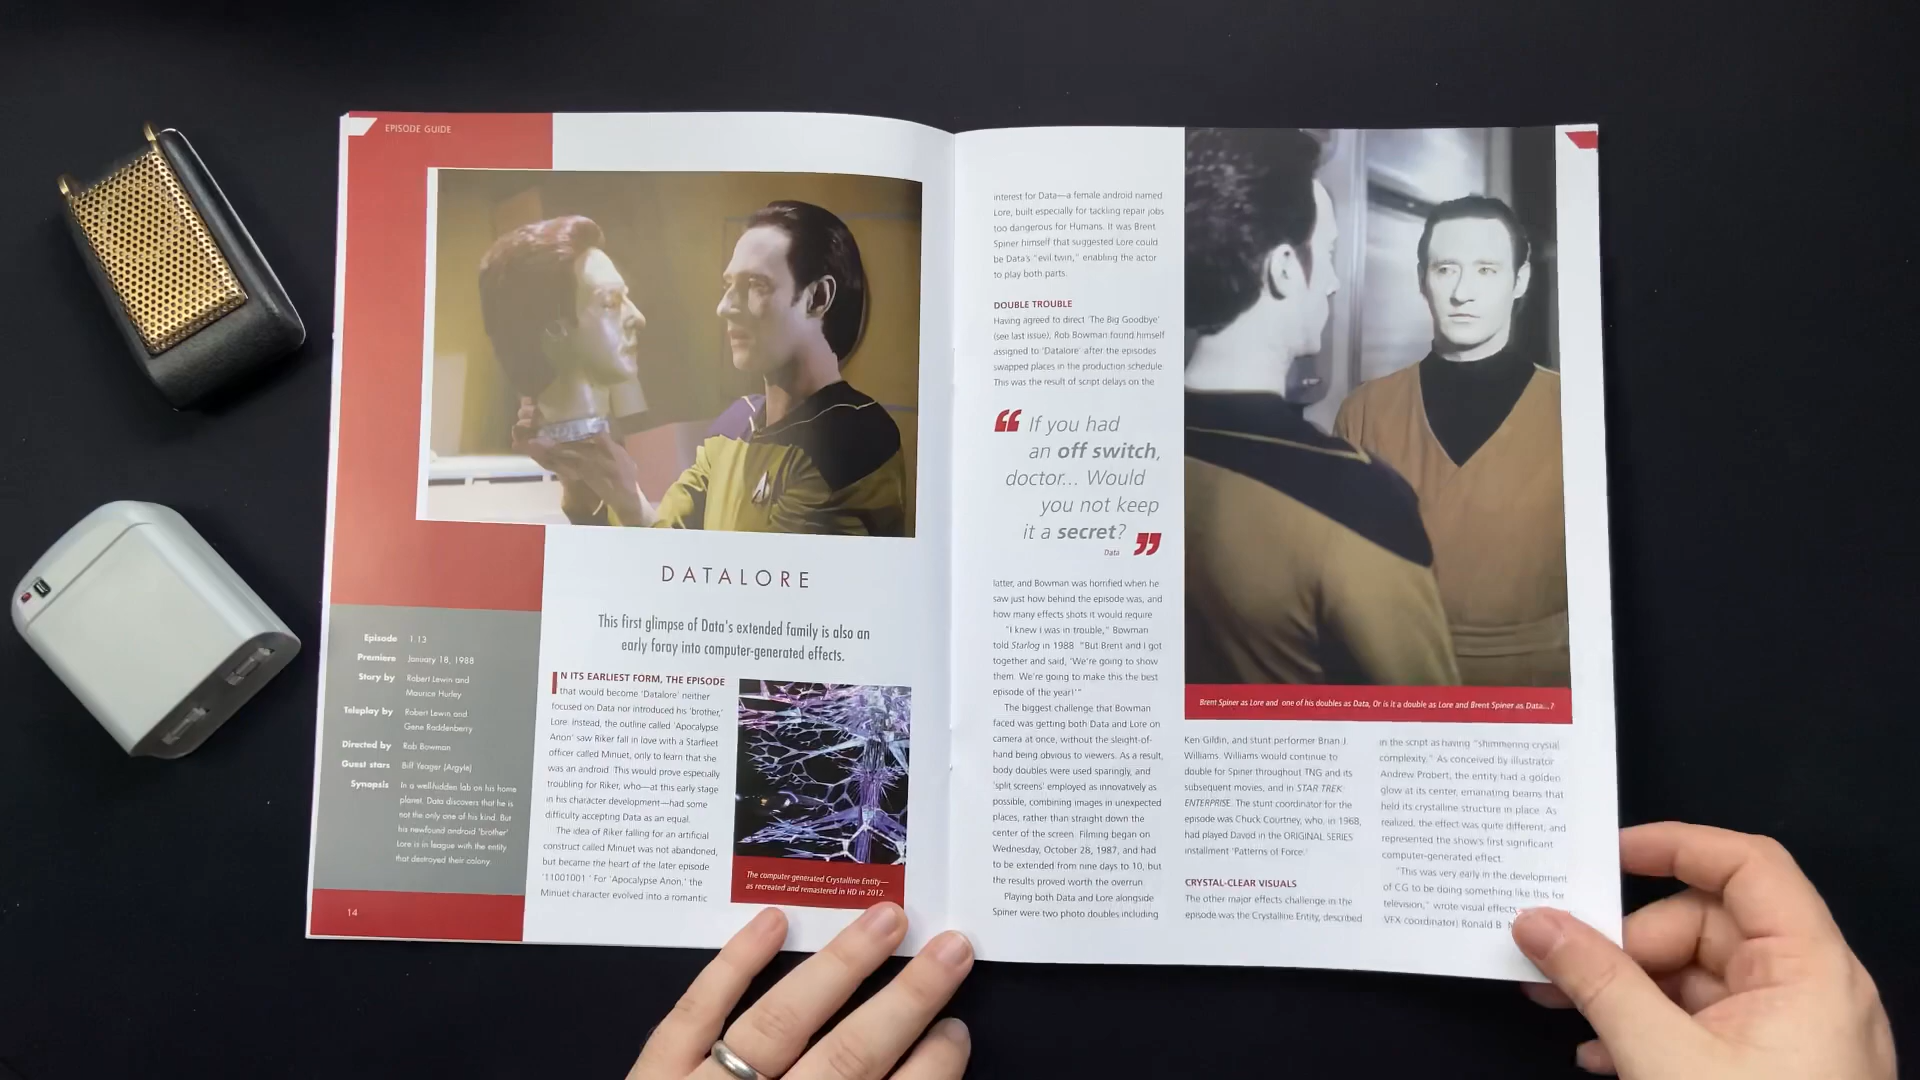 EPISODE GUIDE
DATALORE
This first glimpse of Data's extended family is also an
early foray into computer-generated effects.
Episode 1.13
Premiere January 18, 1988
Story by Robert Lewin and
Maurice Hurley
Teleplay by Robert Lewin and
Gene Roddenberry
Directed by Rob Bowman
Guest stars Biff Yeager (Argyle)
Synopsis In a well-hidden lab on his home
planet, Data discovers that he is
not the only one of his kind. But
his newfound android 'brother'
Lore is in league with the entity
that destroyed their colony.
14
IN ITS EARLIEST FORM, THE EPISODE
that would become 'Datalore' neither
focused on Data nor introduced his 'brother,'
Lore. Instead, the outline called 'Apocalypse
Anon' saw Riker fall in love with a Starfleet
officer called Minuet, only to learn that she
was an android. This would prove especially
troubling for Riker, who—at this early stage
in his character development—had some
difficulty accepting Data as an equal.
The idea of Riker falling for an artificial
construct called Minuet was not abandoned,
but became the heart of the later episode
'11001001.' For 'Apocalypse Anon,' the
Minuet character evolved into a romantic
The computer-generated Crystalline Entity—
as recreated and remastered in HD in 2012.
interest for Data—a female android named
Lore, built especially for tackling repair jobs
too dangerous for Humans. It was Brent
Spiner himself that suggested Lore could
be Data's "evil twin," enabling the actor
to play both parts.
DOUBLE TROUBLE
Having agreed to direct 'The Big Goodbye'
(see last issue), Rob Bowman found himself
assigned to 'Datalore' after the episodes
swapped places in the production schedule.
This was the result of script delays on the
If you had
an off switch,
doctor... Would
you not keep
it a secret?
Data
latter, and Bowman was horrified when he
saw just how behind the episode was, and
how many effects shots it would require.
"I knew I was in trouble," Bowman
told Starlog in 1988. "But Brent and I got
together and said, 'We're going to show
them. We're going to make this the best
episode of the year!'"
The biggest challenge that Bowman
faced was getting both Data and Lore on
camera at once, without the sleight-of-
hand being obvious to viewers. As a result,
body doubles were used sparingly, and
'split screens' employed as innovatively as
possible, combining images in unexpected
places, rather than straight down the
center of the screen. Filming began on
Wednesday, October 28, 1987, and had
to be extended from nine days to 10, but
the results proved worth the overrun.
Playing both Data and Lore alongside
Spiner were two photo doubles including
Brent Spiner as Lore and one of his doubles as Data, Or is it a double as Lore and Brent Spiner as Data...?
Ken Gildin, and stunt performer Brian J.
Williams. Williams would continue to
double for Spiner throughout TNG and its
subsequent movies, and in STAR TREK
ENTERPRISE. The stunt coordinator for the
episode was Chuck Courtney, who, in 1968,
had played Davod in the ORIGINAL SERIES
installment 'Patterns of Force.'
CRYSTAL-CLEAR VISUALS
The other major effects challenge in the
episode was the Crystalline Entity, described
in the script as having "shimmering crystal
complexity." As conceived by illustrator
Andrew Probert, the entity had a golden
glow at its center, emanating beams that
held its crystalline structure in place. As
realized, the effect was quite different, and
represented the show's first significant
computer-generated effect.
"This was very early in the development
of CG to be doing something like this for
television," wrote visual effects
VFX coordinator) Ronald B.